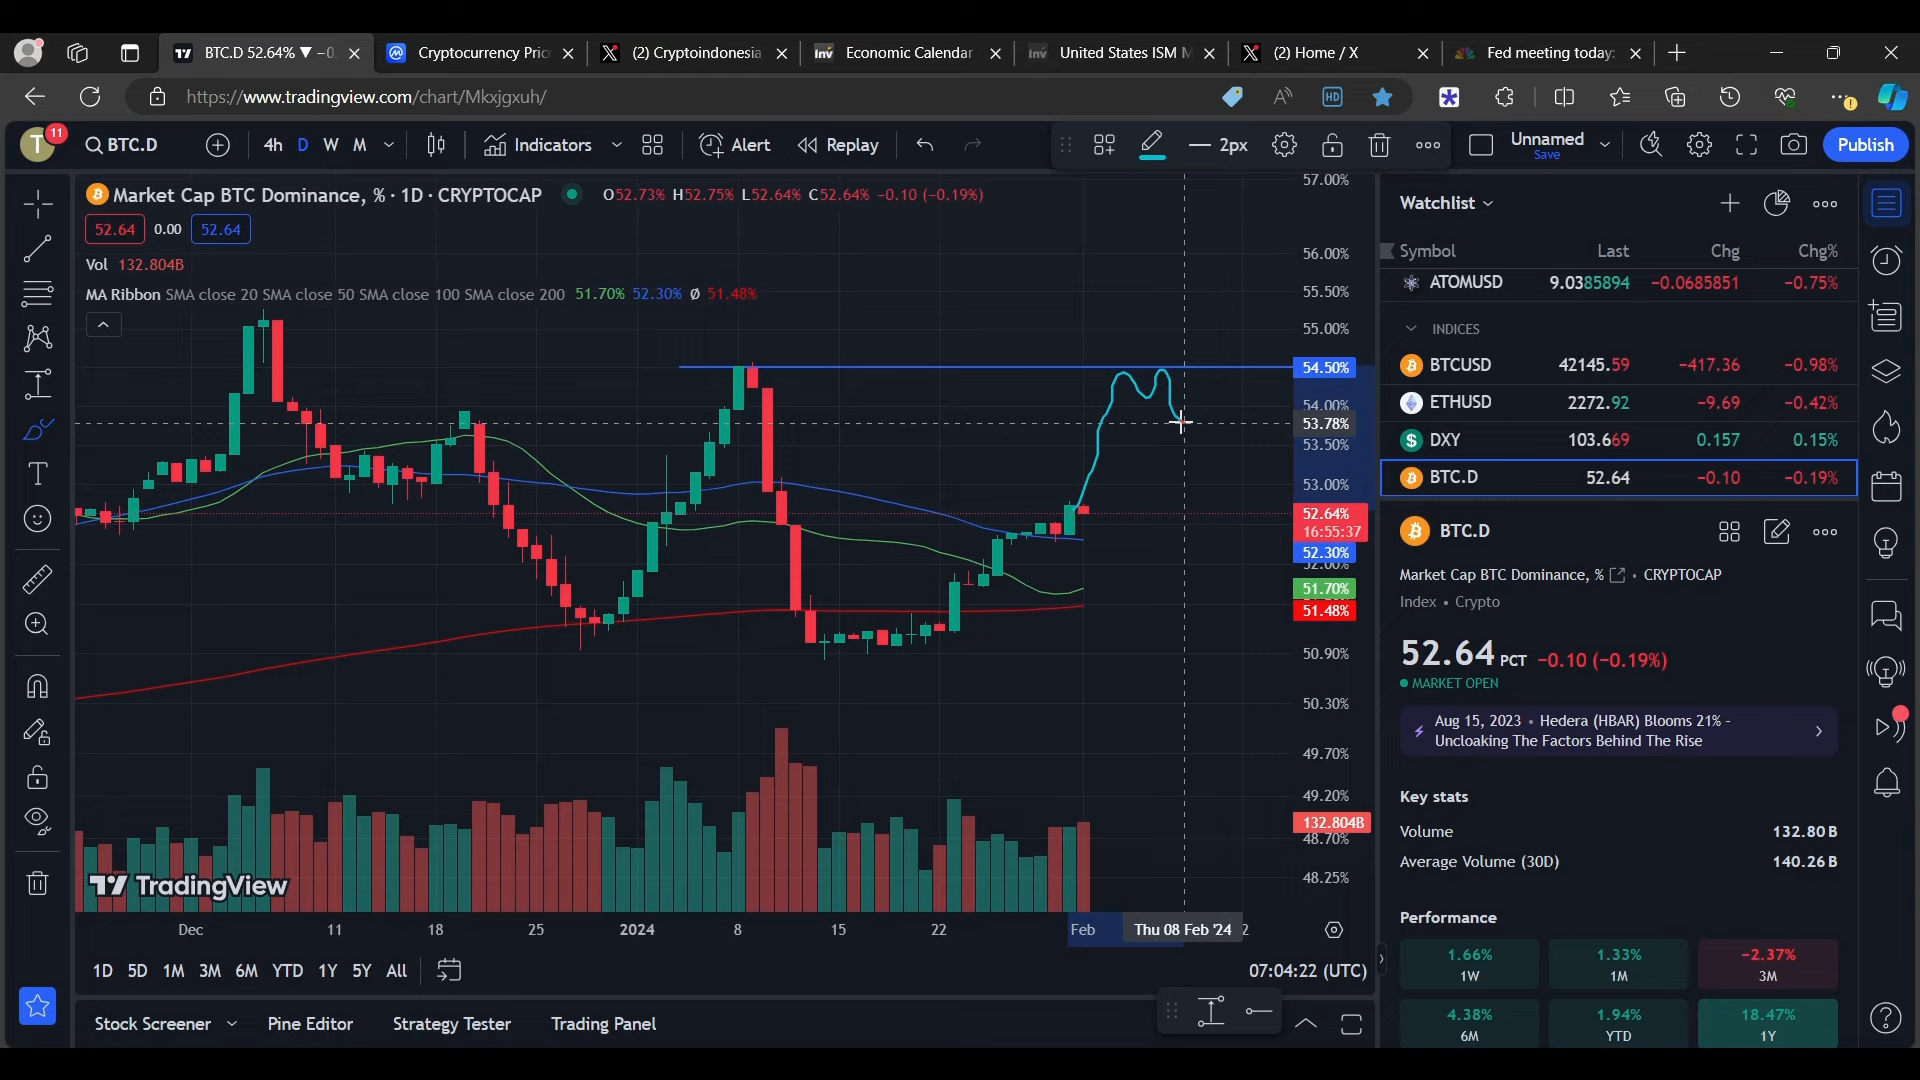 BTC.D 52.64% ▼ −0.
Cryptocurrency Pric
(2) Cryptoindonesia
Economic Calendar
United States ISM M
(2) Home / X
Fed meeting today:
https://www.tradingview.com/chart/Mkxjgxuh/
T 11
BTC.D
4h D W M
Indicators
Alert
Replay
2px
Unnamed
Save
Publish
Market Cap BTC Dominance, % · 1D · CRYPTOCAP
O52.73% H52.75% L52.64% C52.64% −0.10 (−0.19%)
52.64 0.00 52.64
Vol 132.804B
MA Ribbon SMA close 20 SMA close 50 SMA close 100 SMA close 200 51.70% 52.30% Ø 51.48%
57.00%
56.00%
55.50%
55.00%
54.50%
54.00%
53.78%
53.50%
53.00%
52.64%
16:55:37
52.30%
52.00%
51.70%
51.48%
50.90%
50.30%
49.70%
49.20%
132.804B
48.70%
48.25%
TradingView
Dec 11 18 25 2024 8 15 22 Feb Thu 08 Feb '24 2
1D 5D 1M 3M 6M YTD 1Y 5Y All
07:04:22 (UTC)
Stock Screener Pine Editor Strategy Tester Trading Panel
Watchlist
Symbol Last Chg Chg%
ATOMUSD 9.0385894 −0.0685851 −0.75%
INDICES
BTCUSD 42145.59 −417.36 −0.98%
ETHUSD 2272.92 −9.69 −0.42%
DXY 103.669 0.157 0.15%
BTC.D 52.64 −0.10 −0.19%
BTC.D
Market Cap BTC Dominance, % • CRYPTOCAP
Index • Crypto
52.64 PCT −0.10 (−0.19%)
MARKET OPEN
Aug 15, 2023 • Hedera (HBAR) Blooms 21% -
Uncloaking The Factors Behind The Rise
Key stats
Volume 132.80B
Average Volume (30D) 140.26B
Performance
1.66% 1.33% −2.37%
1W 1M 3M
4.38% 1.94% 18.47%
6M YTD 1Y